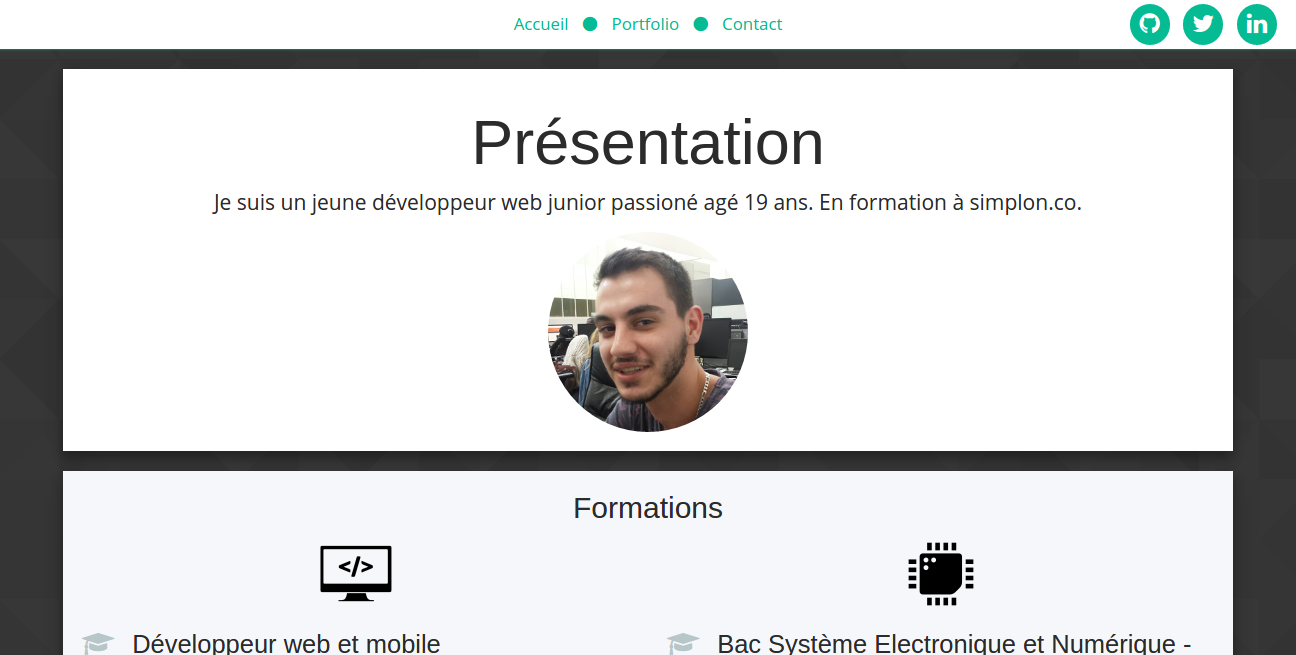 Accueil Portfolio Contact
Présentation
Je suis un jeune développeur web junior passioné agé 19 ans. En formation à simplon.co.
Formations
</>
Développeur web et mobile
Bac Système Electronique et Numérique -